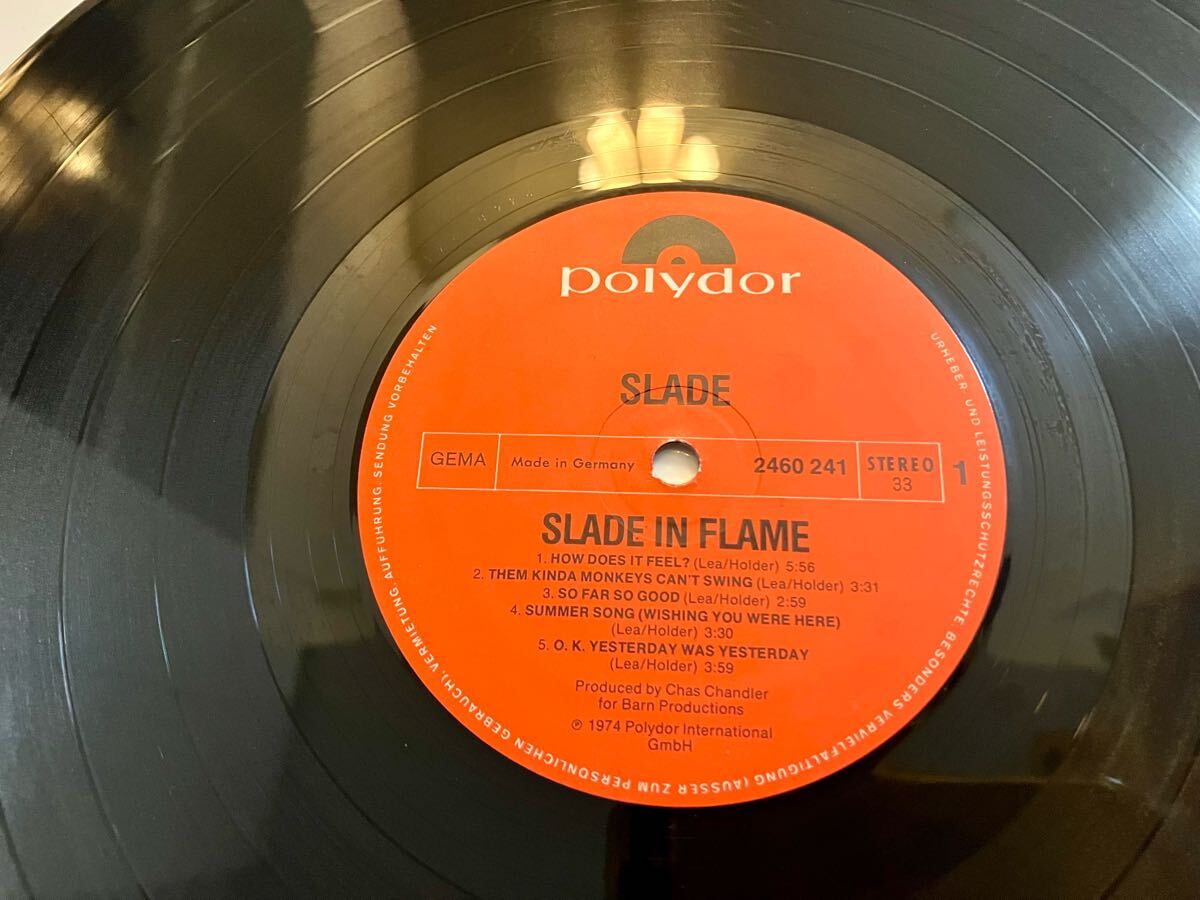 polydor
SLADE
GEMA
Made in Germany
2460 241
STEREO
33
1
SLADE IN FLAME
1. HOW DOES IT FEEL? (Lea/Holder) 5:56
2. THEM KINDA MONKEYS CAN'T SWING (Lea/Holder) 3:31
3. SO FAR SO GOOD (Lea/Holder) 2:59
4. SUMMER SONG (WISHING YOU WERE HERE)
(Lea/Holder) 3:30
5. O. K. YESTERDAY WAS YESTERDAY
(Lea/Holder) 3:59
Produced by Chas Chandler
for Barn Productions
℗ 1974 Polydor International
GmbH
URHEBER- UND LEISTUNGSSCHUTZRECHTE, BESONDERS VERVIELFÄLTIGUNG (AUSSER ZUM PERSÖNLICHEN GEBRAUCH), VERMIETUNG, AUFFÜHRUNG, SENDUNG VORBEHALTEN